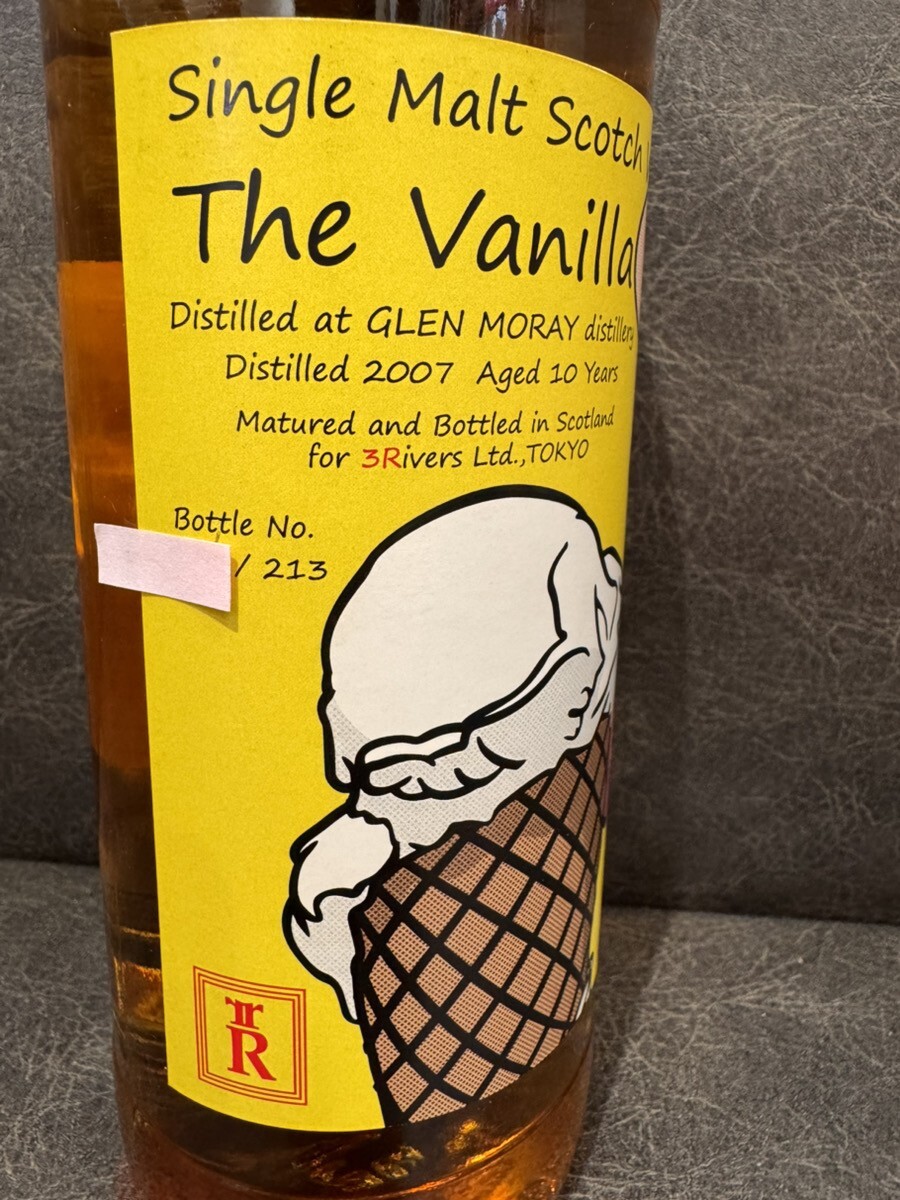 Single Malt Scotch
The Vanilla
Distilled at GLEN MORAY distillery
Distilled 2007 Aged 10 Years
Matured and Bottled in Scotland
for 3Rivers Ltd.,TOKYO
Bottle No.
/ 213
R